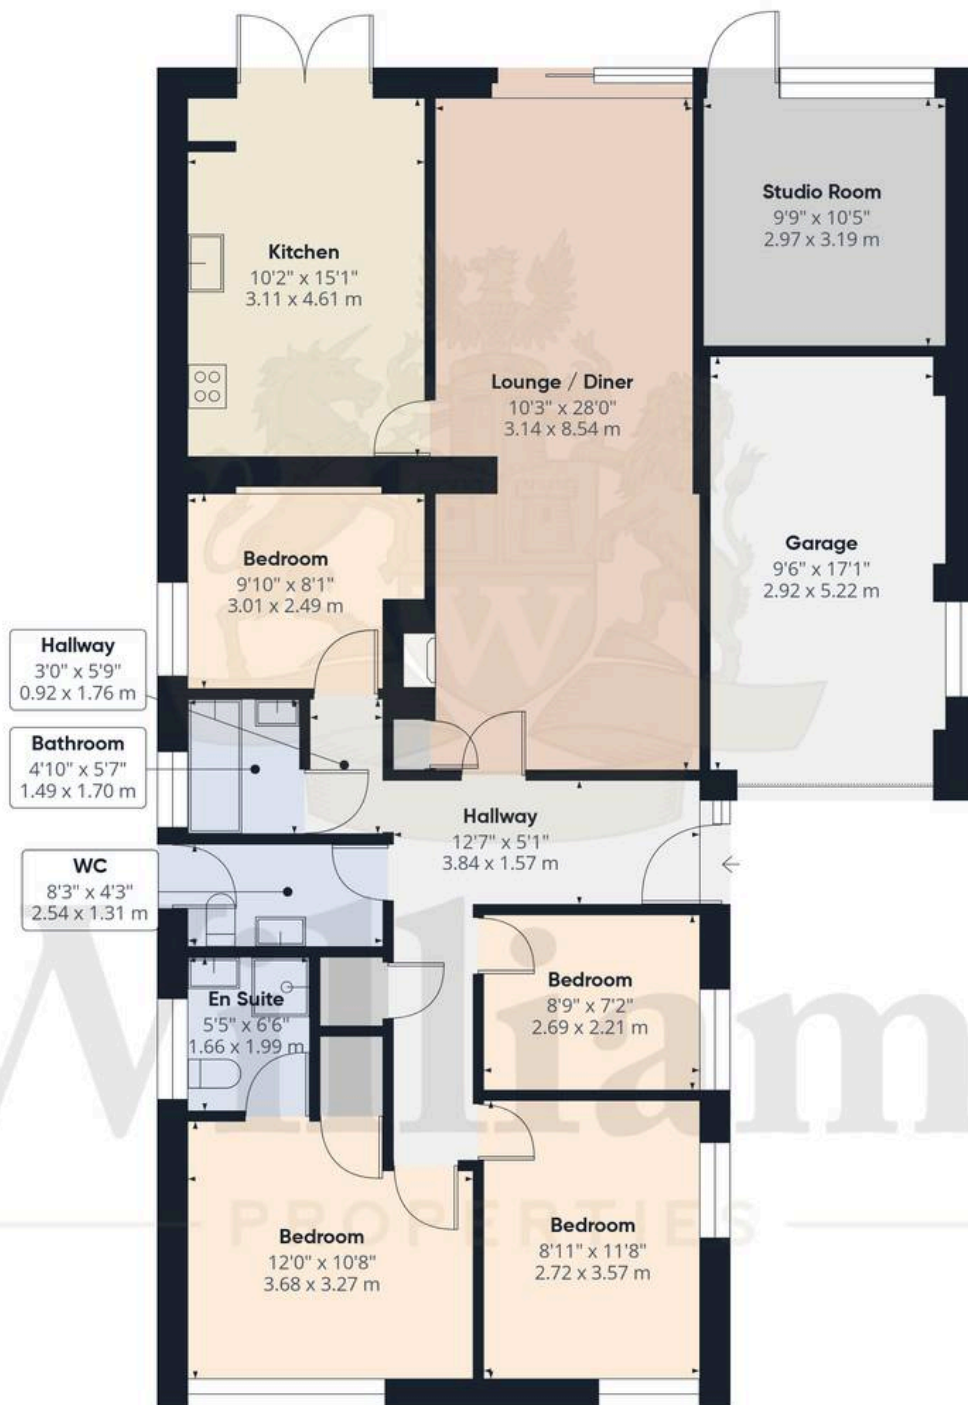 Studio Room
9'9" x 10'5"
2.97 x 3.19 m
Kitchen
10'2" x 15'1"
3.11 x 4.61 m
Lounge / Diner
10'3" x 28'0"
3.14 x 8.54 m
Garage
9'6" x 17'1"
2.92 x 5.22 m
Bedroom
9'10" x 8'1"
3.01 x 2.49 m
W
Hallway
3'0" x 5'9"
0.92 x 1.76 m
Bathroom
4'10" x 5'7"
1.49 x 1.70 m
Hallway
12'7" x 5'1"
3.84 x 1.57 m
WC
8'3" x 4'3"
2.54 x 1.31 m
Bedroom
8'9" x 7'2"
2.69 x 2.21 m
En Suite
5'5" x 6'6"
1.66 x 1.99 m
William
PROPERTIES
Bedroom
12'0" x 10'8"
3.68 x 3.27 m
Bedroom
8'11" x 11'8"
2.72 x 3.57 m